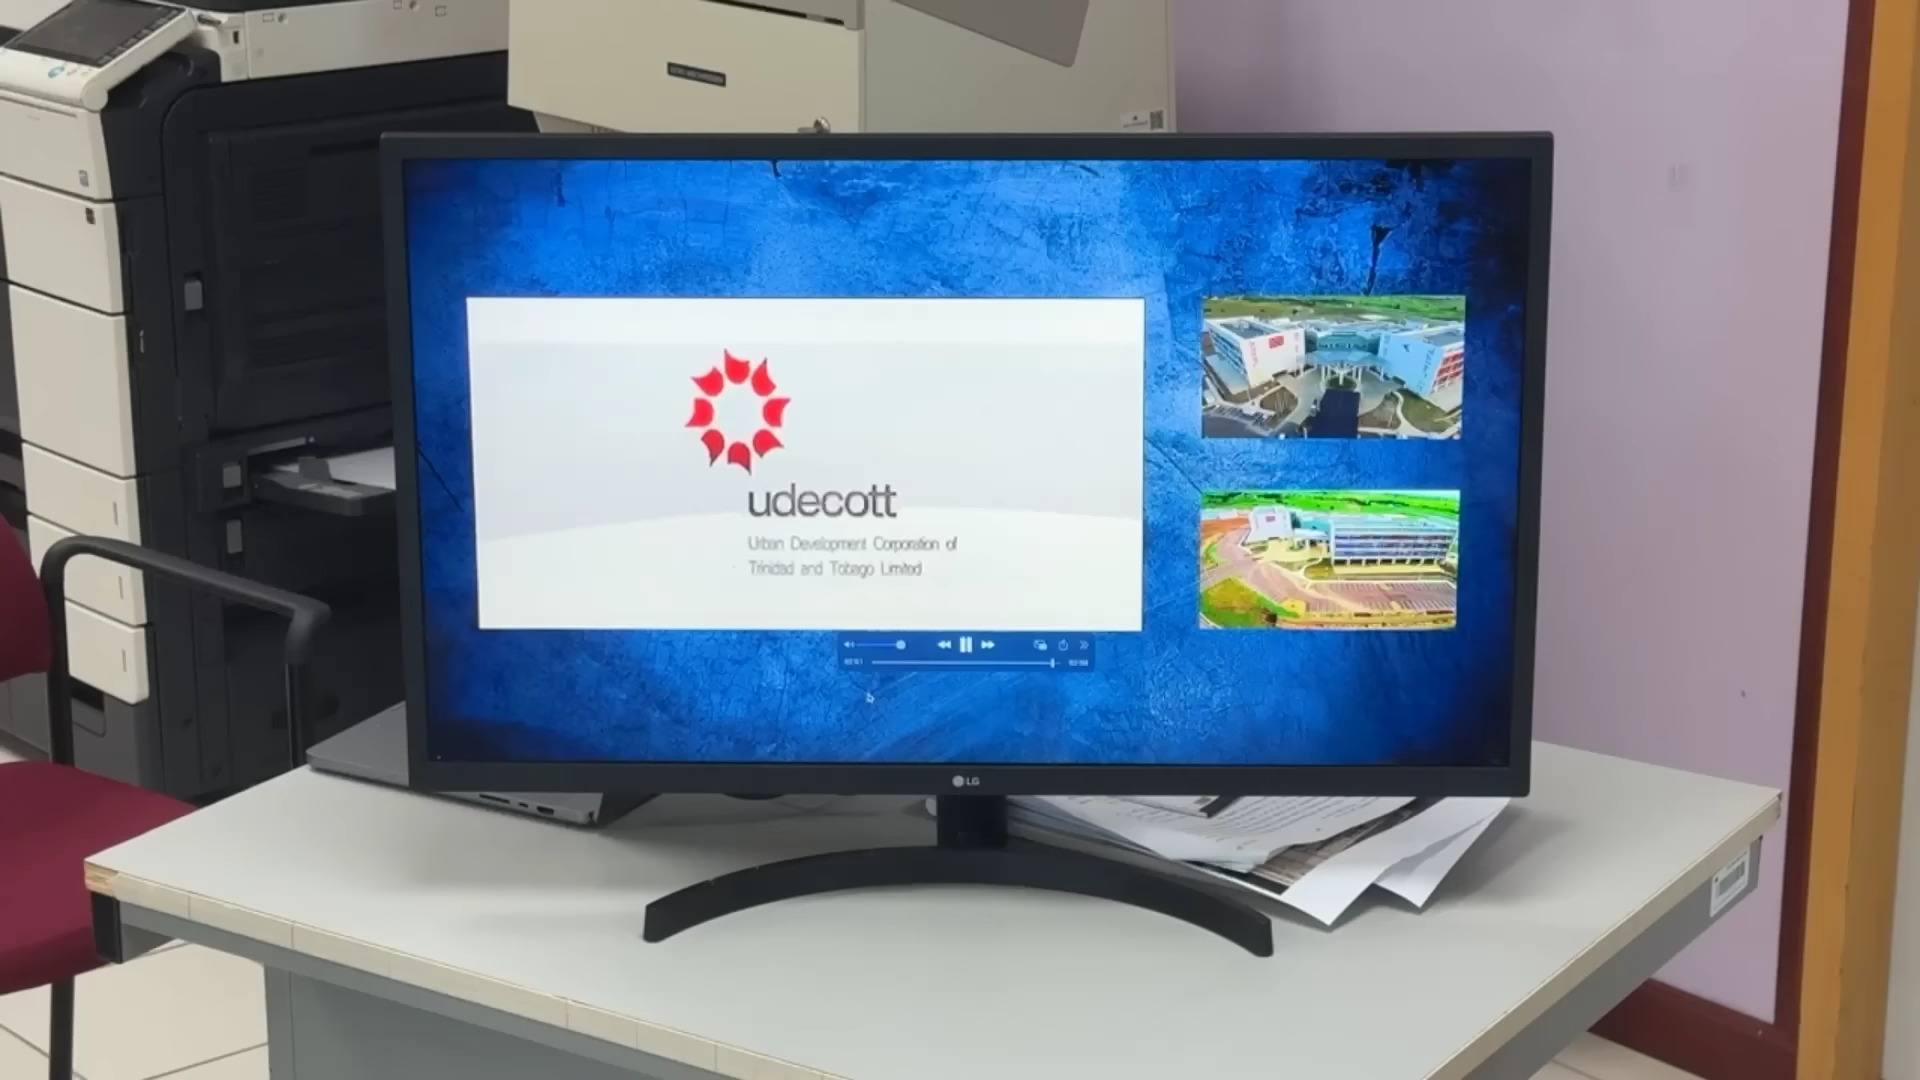 udecott
Urban Development Corporation of
Trinidad and Tobago Limited
LG